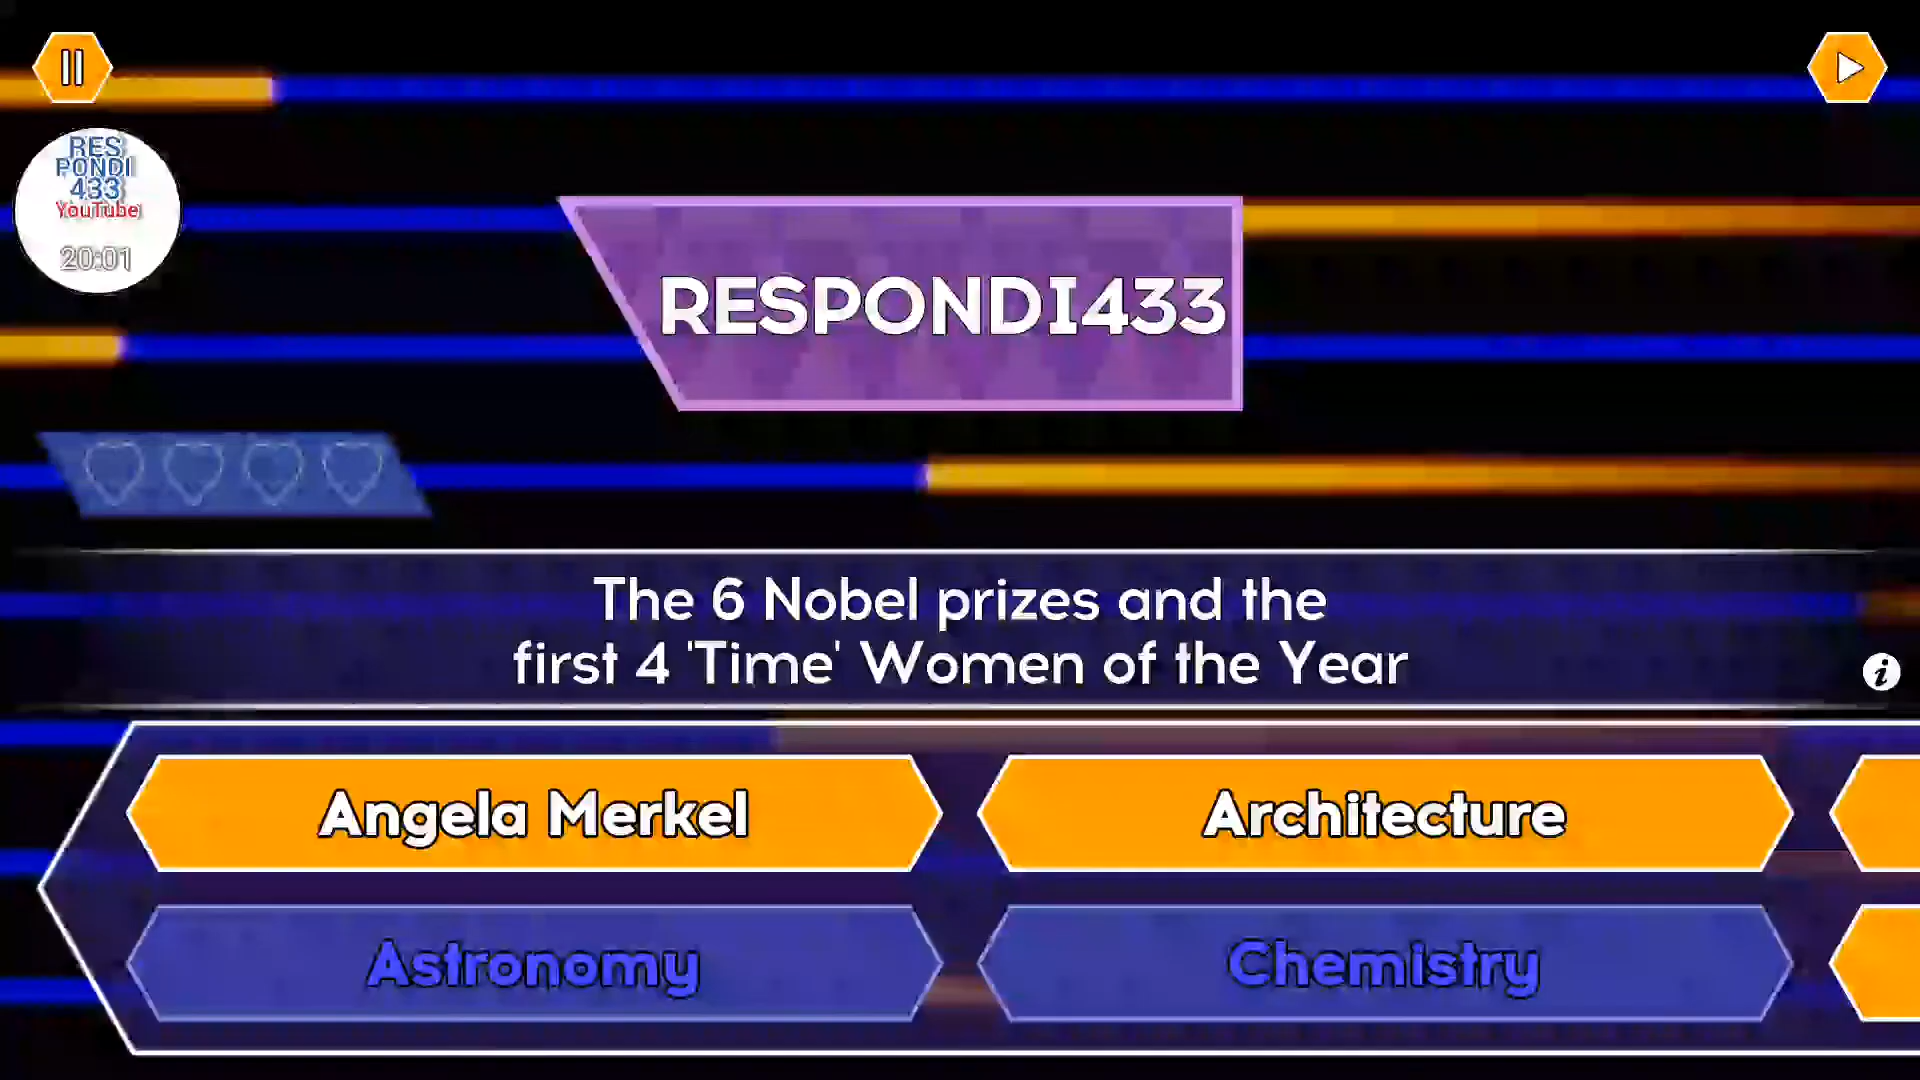 RES
PONDI
433
YouTube
20:01
RESPONDI433
The 6 Nobel prizes and the
first 4 'Time' Women of the Year
Angela Merkel
Architecture
Astronomy
Chemistry